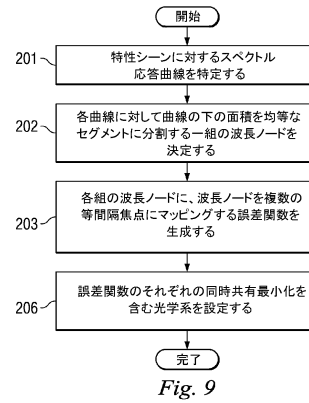 開始
201
特性シーンに対するスペクトル
応答曲線を特定する
202
各曲線に対して曲線の下の面積を均等な
セグメントに分割する一組の波長ノードを
決定する
203
各組の波長ノードに、波長ノードを複数の
等間隔焦点にマッピングする誤差関数を
生成する
206
誤差関数のそれぞれの同時共有最小化を
含む光学系を設定する
完了
Fig. 9